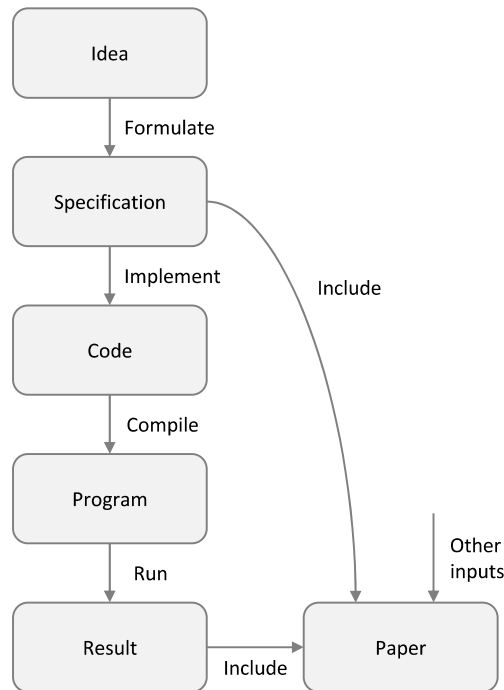 Idea
Formulate
Specification
Implement
Include
Code
Compile
Program
Run
Other
inputs
Result
Include
Paper